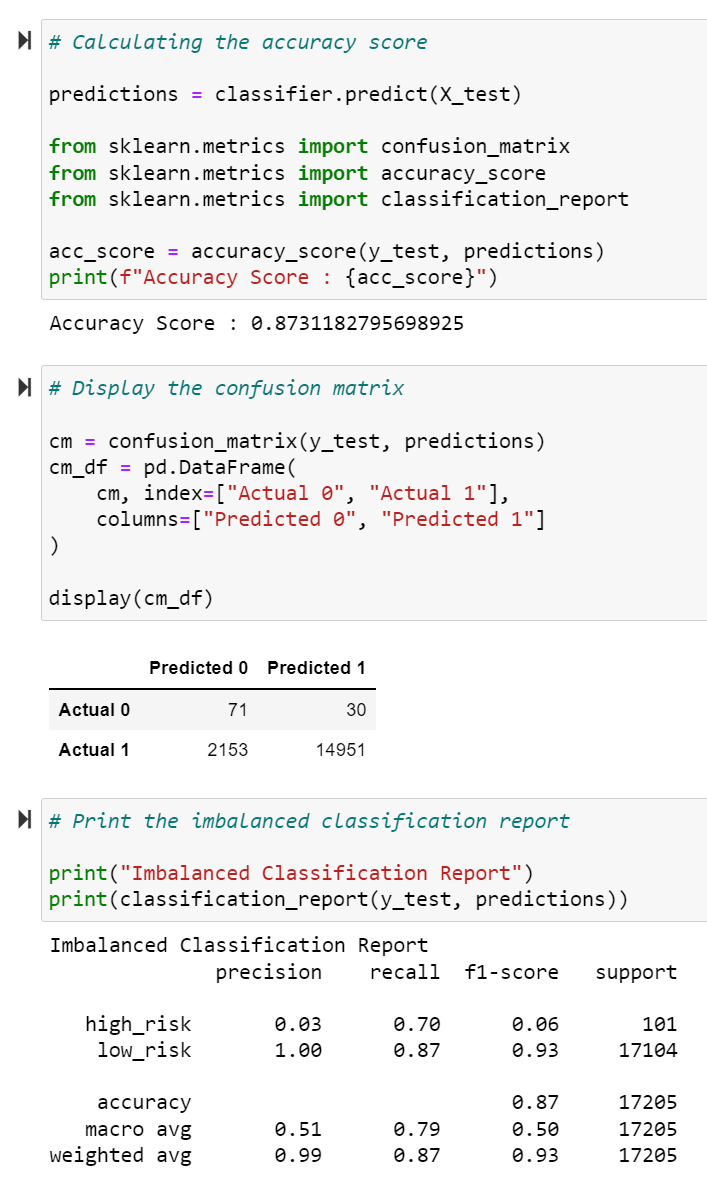 # Calculating the accuracy score
predictions = classifier.predict(X_test)
from sklearn.metrics import confusion_matrix
from sklearn.metrics import accuracy_score
from sklearn.metrics import classification_report
acc_score = accuracy_score(y_test, predictions)
print(f"Accuracy Score : {acc_score}")
Accuracy Score : 0.8731182795698925
# Display the confusion matrix
cm = confusion_matrix(y_test, predictions)
cm_df = pd.DataFrame(
    cm, index=["Actual 0", "Actual 1"],
    columns=["Predicted 0", "Predicted 1"]
)
display(cm_df)
Predicted 0 Predicted 1
Actual 0 71 30
Actual 1 2153 14951
# Print the imbalanced classification report
print("Imbalanced Classification Report")
print(classification_report(y_test, predictions))
Imbalanced Classification Report
precision recall f1-score support
high_risk 0.03 0.70 0.06 101
low_risk 1.00 0.87 0.93 17104
accuracy 0.87 17205
macro avg 0.51 0.79 0.50 17205
weighted avg 0.99 0.87 0.93 17205